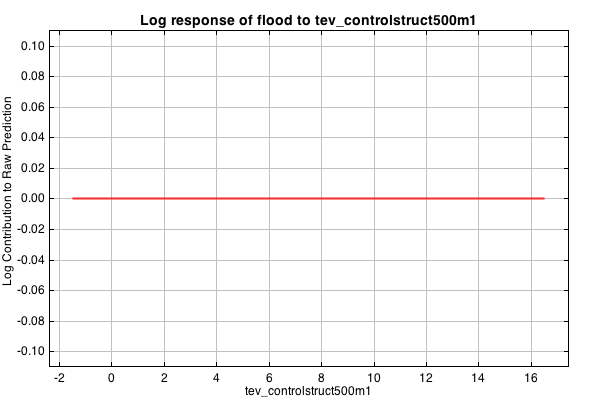 Log response of flood to tev_controlstruct500m1
Log Contribution to Raw Prediction
0.10
0.08
0.06
0.04
0.02
0.00
-0.02
-0.04
-0.06
-0.08
-0.10
-2 0 2 4 6 8 10 12 14 16
tev_controlstruct500m1